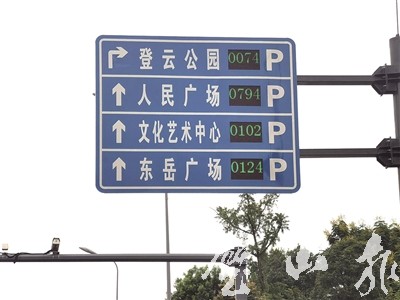 登云公园 0074 P
人民广场 0794 P
文化艺术中心 0102 P
东岳广场 0124 P